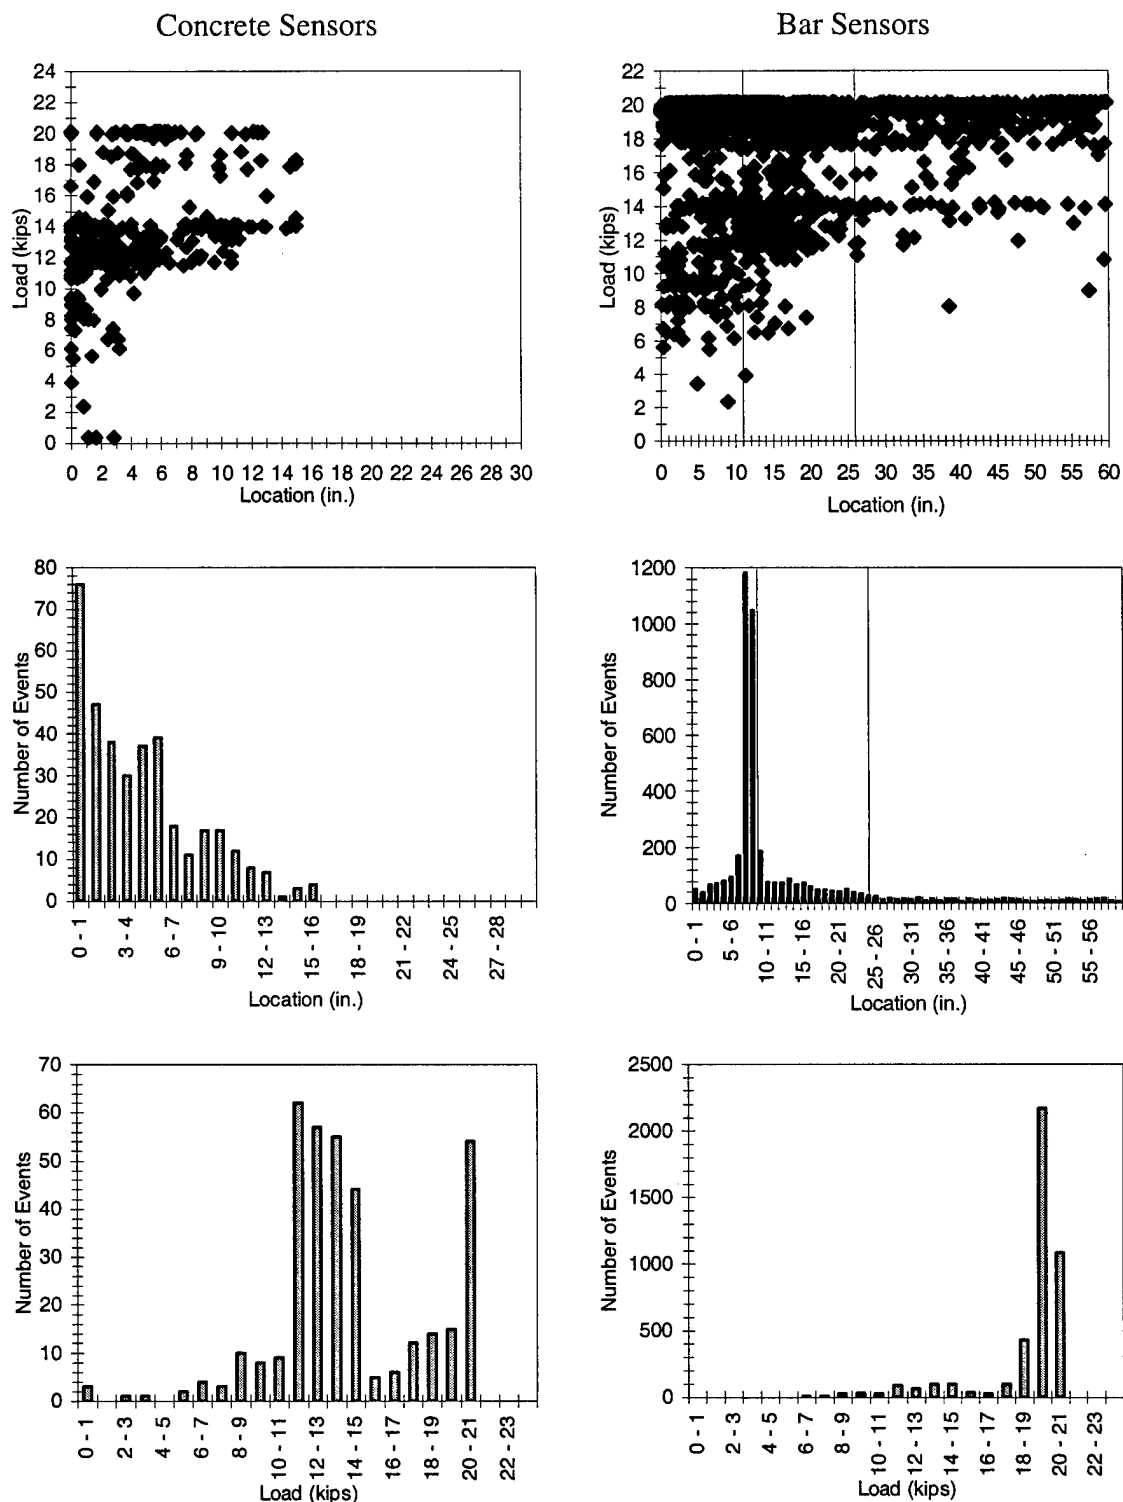 Concrete Sensors
Bar Sensors
24
22
20
18
16
14
12
10
8
6
4
2
0
Load (kips)
0 2 4 6 8 10 12 14 16 18 20 22 24 26 28 30
Location (in.)
22
20
18
16
14
12
10
8
6
4
2
0
Load (kips)
0 5 10 15 20 25 30 35 40 45 50 55 60
Location (in.)
80
70
60
50
40
30
20
10
0
Number of Events
0 - 1
3 - 4
6 - 7
9 - 10
12 - 13
15 - 16
18 - 19
21 - 22
24 - 25
27 - 28
Location (in.)
1200
1000
800
600
400
200
0
Number of Events
0 - 1
5 - 6
10 - 11
15 - 16
20 - 21
25 - 26
30 - 31
35 - 36
40 - 41
45 - 46
50 - 51
55 - 56
Location (in.)
70
60
50
40
30
20
10
0
Number of Events
0 - 1
2 - 3
4 - 5
6 - 7
8 - 9
10 - 11
12 - 13
14 - 15
16 - 17
18 - 19
20 - 21
22 - 23
Load (kips)
2500
2000
1500
1000
500
0
Number of Events
0 - 1
2 - 3
4 - 5
6 - 7
8 - 9
10 - 11
12 - 13
14 - 15
16 - 17
18 - 19
20 - 21
22 - 23
Load (kips)